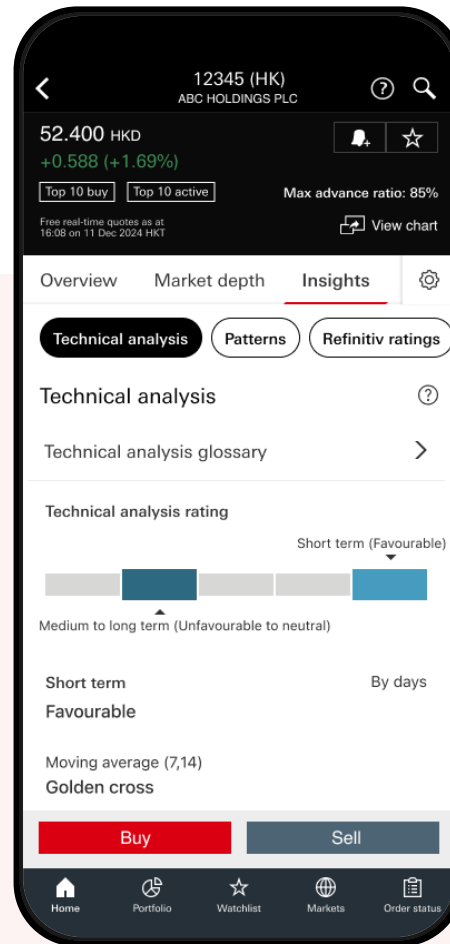 12345 (HK)
ABC HOLDINGS PLC
52.400 HKD
+0.588 (+1.69%)
Top 10 buy Top 10 active
Max advance ratio: 85%
Free real-time quotes as at
16:08 on 11 Dec 2024 HKT
View chart
Overview Market depth Insights
Technical analysis Patterns Refinitiv ratings
Technical analysis
Technical analysis glossary
Technical analysis rating
Short term (Favourable)
Medium to long term (Unfavourable to neutral)
Short term By days
Favourable
Moving average (7,14)
Golden cross
Buy Sell
Home Portfolio Watchlist Markets Order status